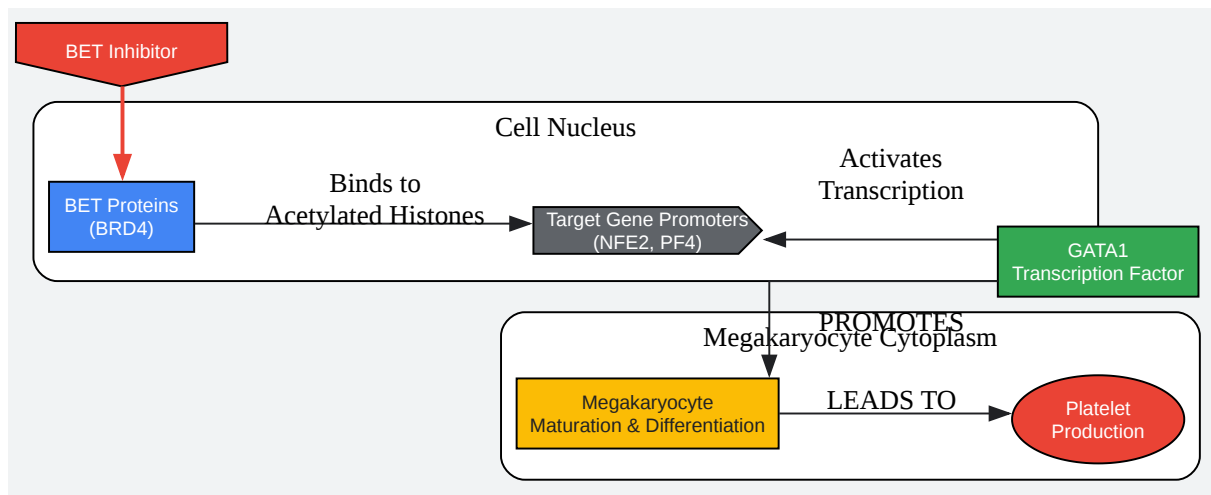 BET Inhibitor
Cell Nucleus
BET Proteins
(BRD4)
Binds to
Acetylated Histones
Target Gene Promoters
(NFE2, PF4)
Activates
Transcription
GATA1
Transcription Factor
PROMOTES
Megakaryocyte Cytoplasm
Megakaryocyte
Maturation & Differentiation
LEADS TO
Platelet
Production